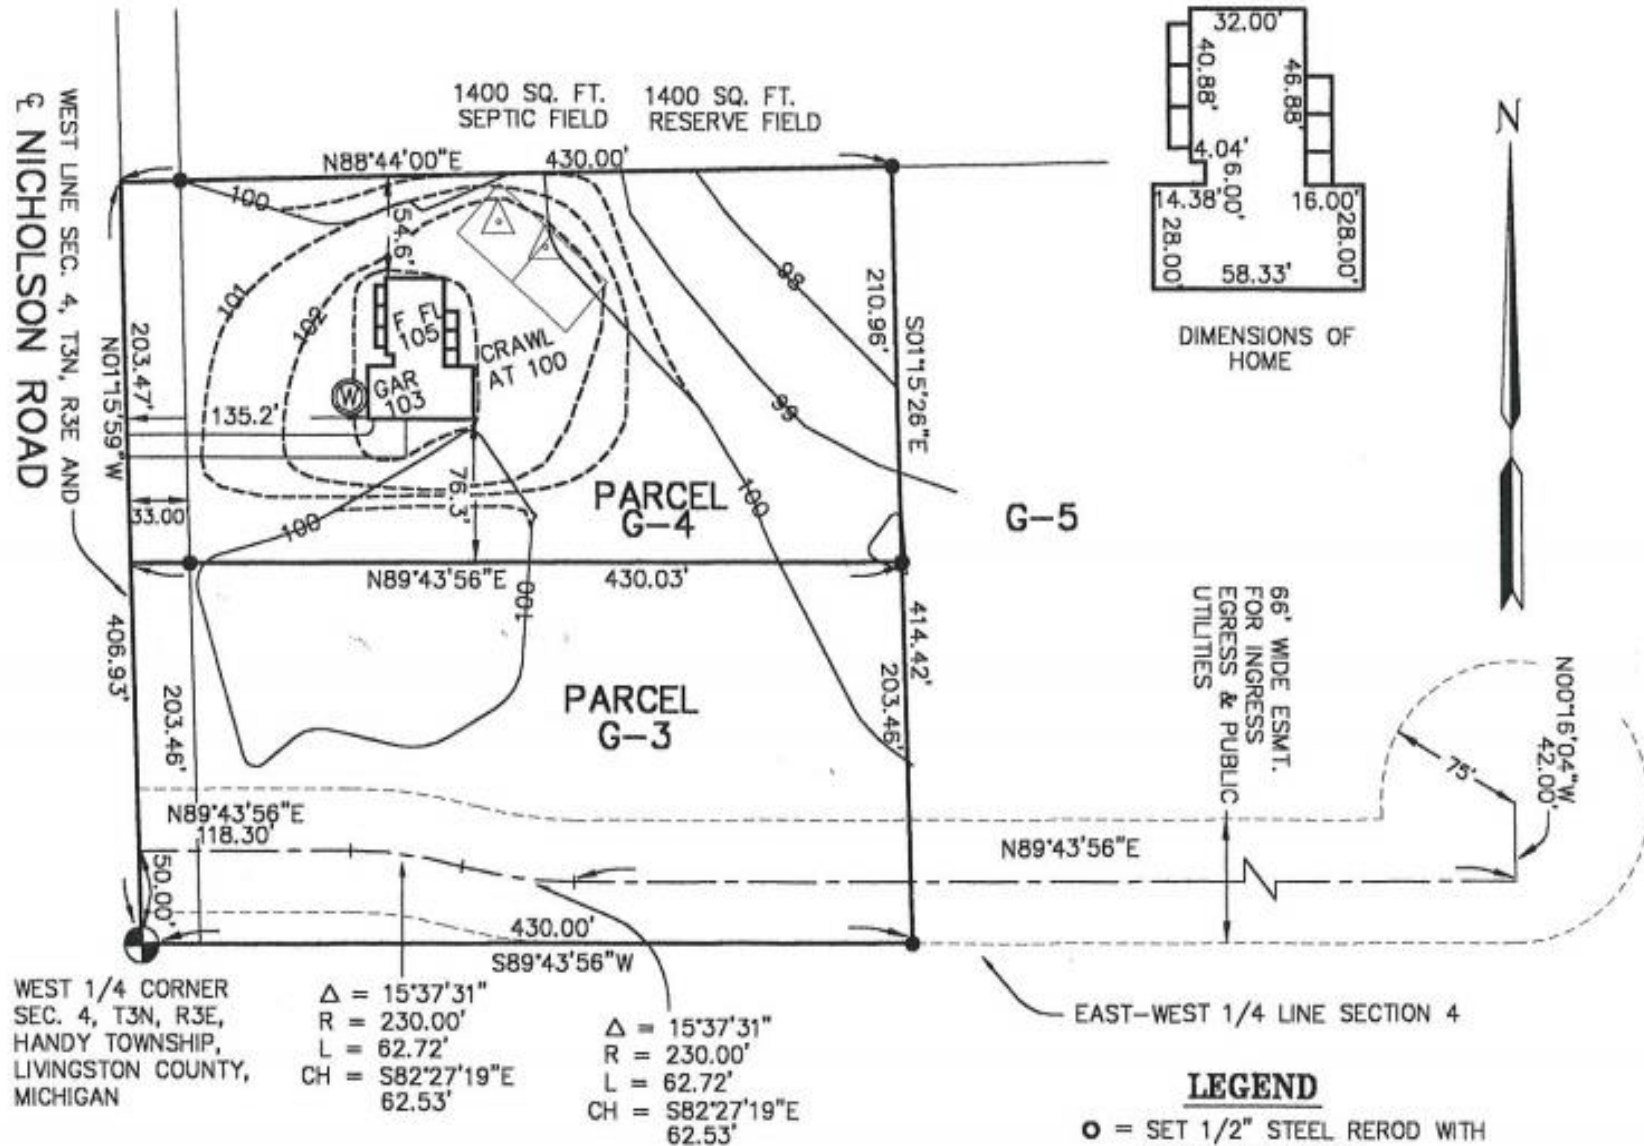 32.00'
40.88'
46.88'
4.04'
6.00'
14.38'
16.00'
28.00'
28.00'
58.33'
DIMENSIONS OF
HOME
N
1400 SQ. FT.
SEPTIC FIELD
1400 SQ. FT.
RESERVE FIELD
N88°44'00"E
430.00'
WEST LINE SEC. 4, T3N, R3E AND
℄ NICHOLSON ROAD
100
101
102
54.6'
F FL
105
CRAWL
AT 100
GAR
103
W
135.2'
203.47'
N01°15'59"W
33.00'
76.3'
100
98
99
100
210.96'
S01°15'26"E
PARCEL
G-4
G-5
N89°43'56"E
430.03'
100
406.93'
203.46'
414.42'
203.46'
PARCEL
G-3
66' WIDE ESMT.
FOR INGRESS
EGRESS & PUBLIC
UTILITIES
N00°16'04"W
42.00'
75'
N89°43'56"E
118.30'
N89°43'56"E
50.00'
430.00'
S89°43'56"W
WEST 1/4 CORNER
SEC. 4, T3N, R3E,
HANDY TOWNSHIP,
LIVINGSTON COUNTY,
MICHIGAN
Δ = 15°37'31"
R = 230.00'
L = 62.72'
CH = S82°27'19"E
62.53'
Δ = 15°37'31"
R = 230.00'
L = 62.72'
CH = S82°27'19"E
62.53'
EAST-WEST 1/4 LINE SECTION 4
LEGEND
= SET 1/2" STEEL REROD WITH